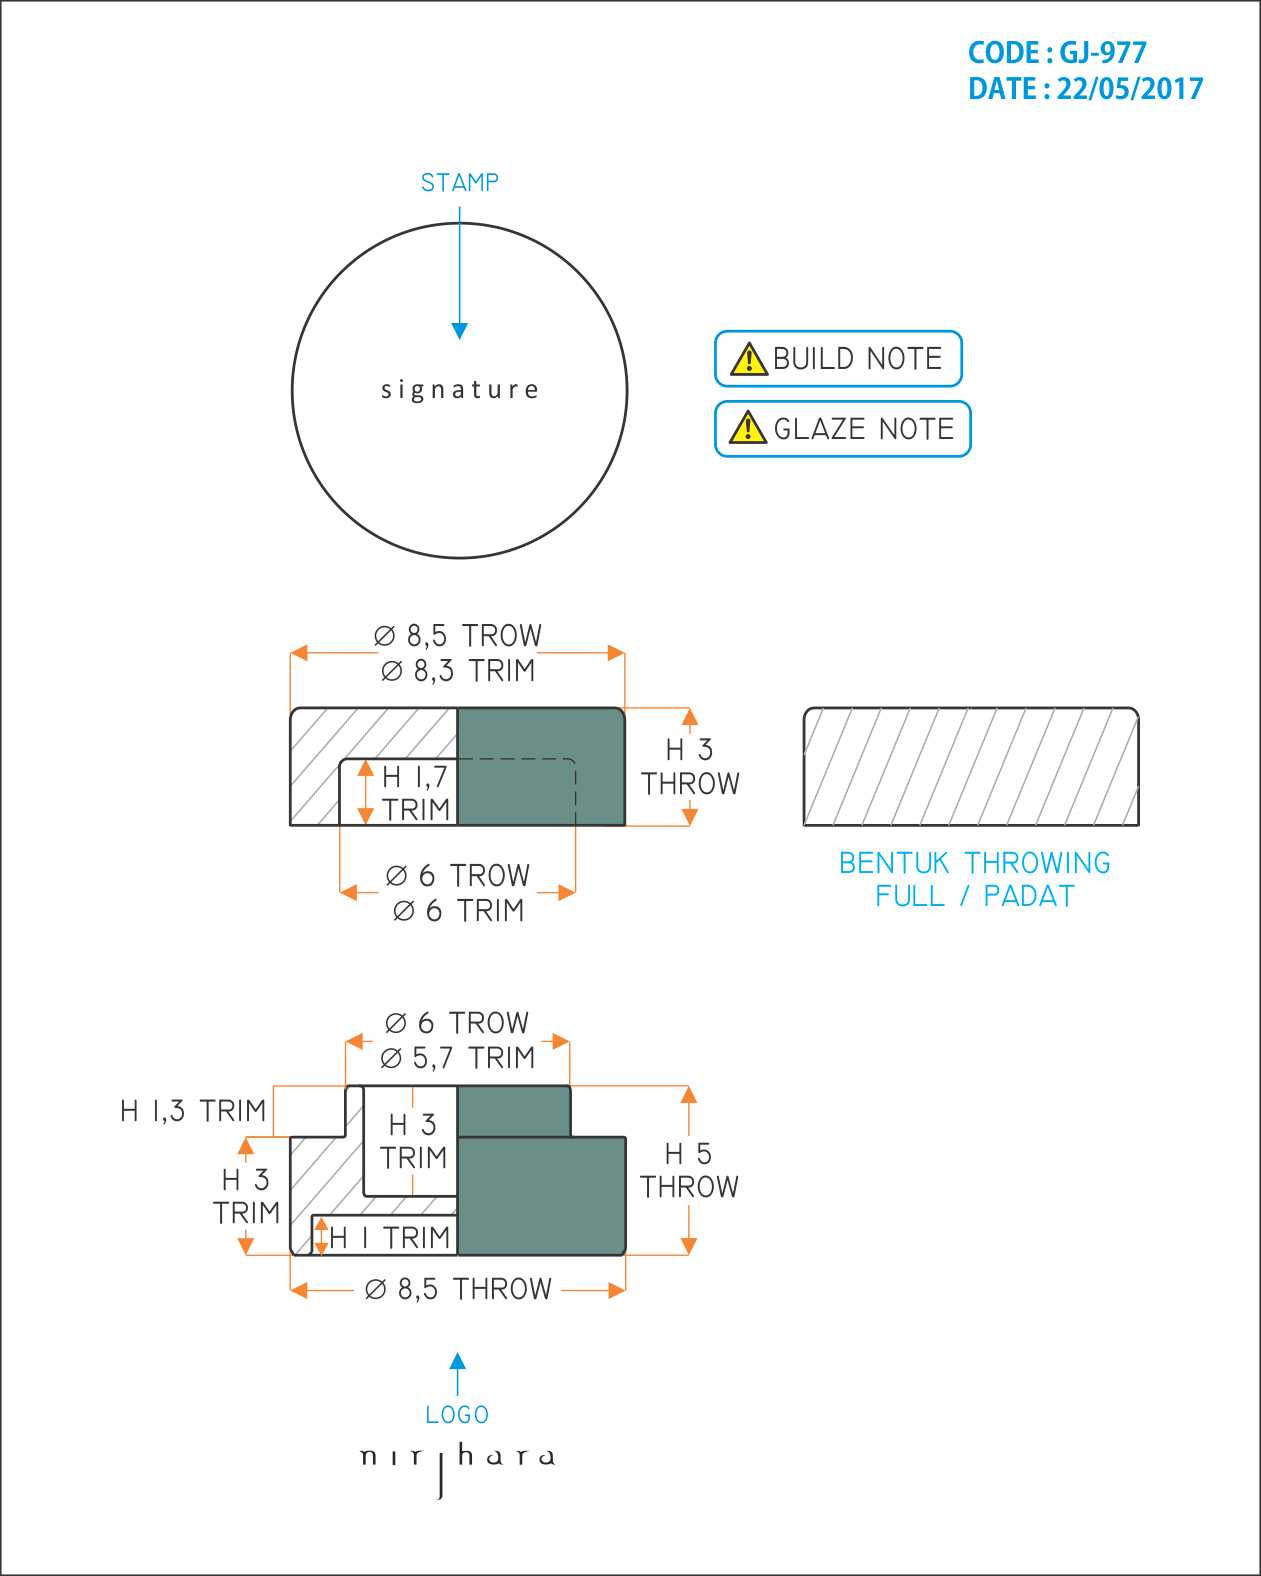 CODE : GJ-977
DATE : 22/05/2017
STAMP
signature
BUILD NOTE
GLAZE NOTE
Ø 8,5 TROW
Ø 8,3 TRIM
H 3
THROW
H 1,7
TRIM
Ø 6 TROW
Ø 6 TRIM
BENTUK THROWING
FULL / PADAT
Ø 6 TROW
Ø 5,7 TRIM
H 1,3 TRIM
H 3
TRIM
H 3
TRIM
H 5
THROW
H 1 TRIM
Ø 8,5 THROW
LOGO
nirjhara